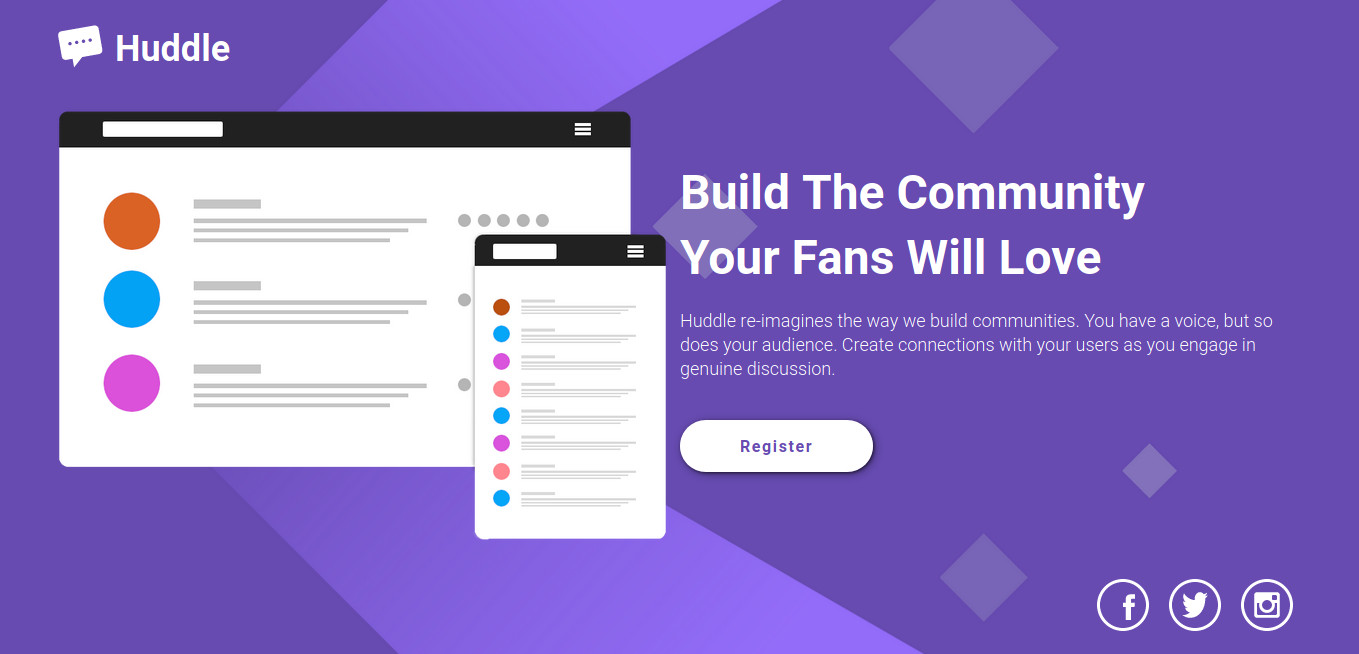 Huddle
Build The Community
Your Fans Will Love
Huddle re-imagines the way we build communities. You have a voice, but so
does your audience. Create connections with your users as you engage in
genuine discussion.
Register